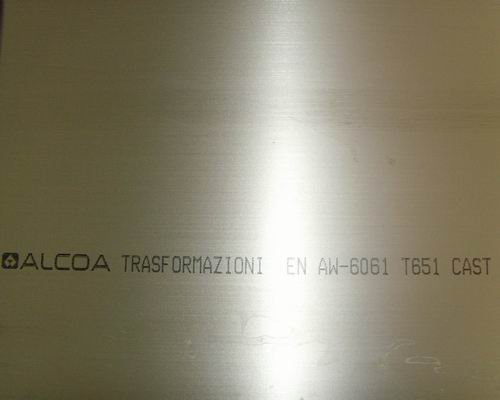 ALCOA TRASFORMAZIONI EN AW-6061 T651 CAST